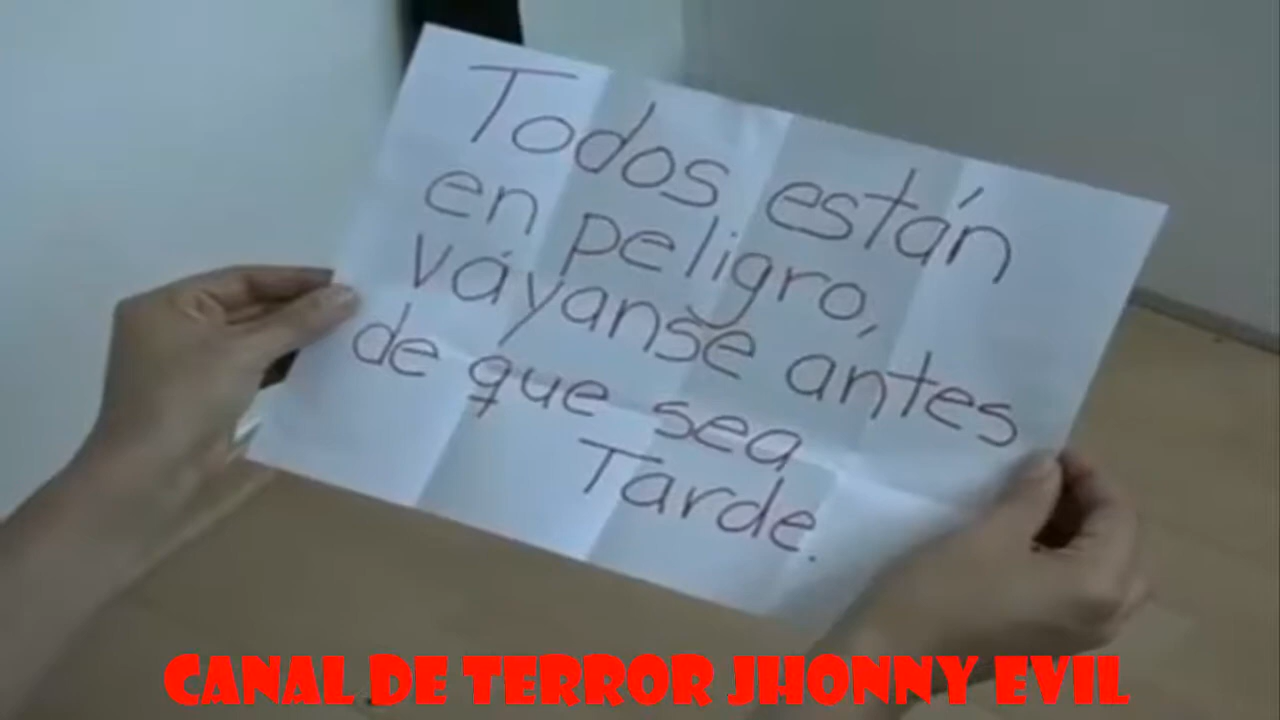 Todos están
en peligro,
váyanse antes
de que sea
Tarde.
CANAL DE TERROR JHONNY EVIL